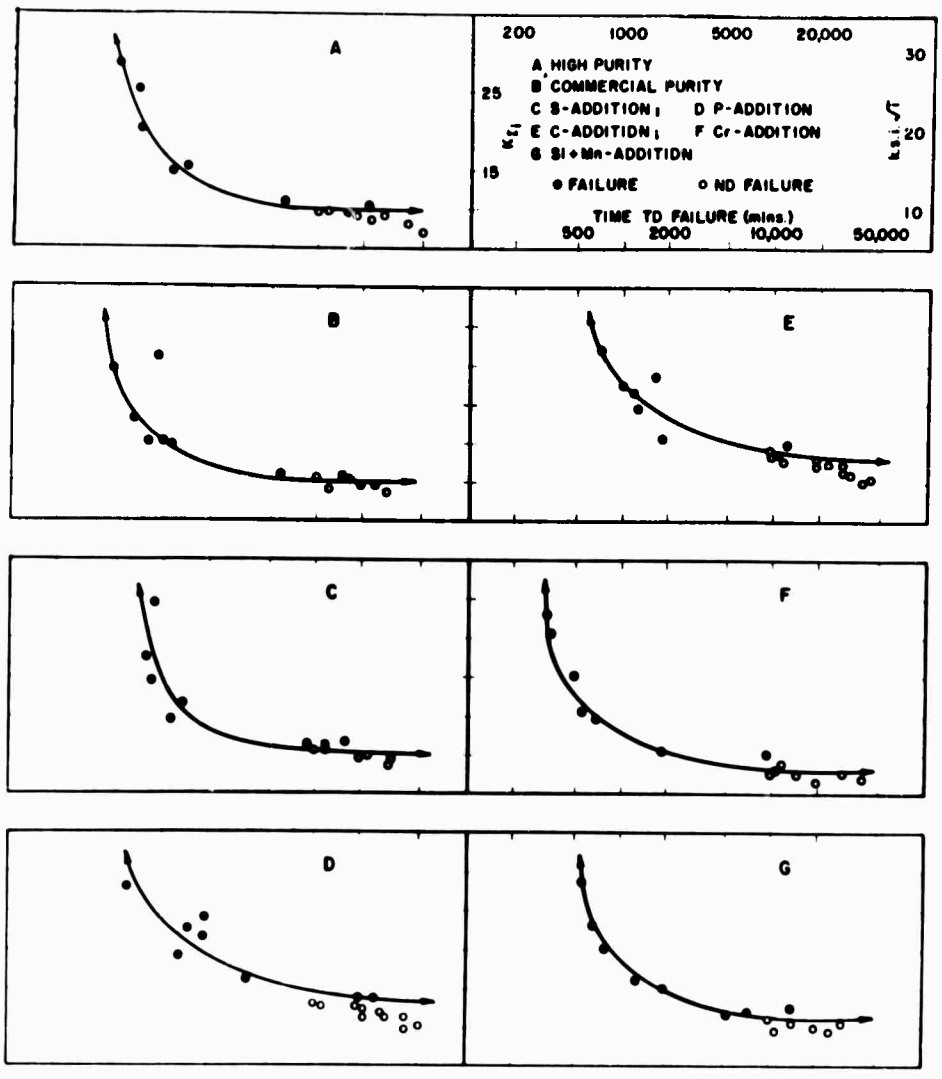 A
200 1000 5000 20,000
30
A, HIGH PURITY
25
B COMMERCIAL PURITY
C S-ADDITION; D P-ADDITION
K_Ii
E C-ADDITION; F Cr-ADDITION
k.s.i. √i
20
G Si+Mn-ADDITION
15
● FAILURE ○ NO FAILURE
TIME TO FAILURE (mins.)
10
500 2000 10,000 50,000
B
E
C
F
D
G